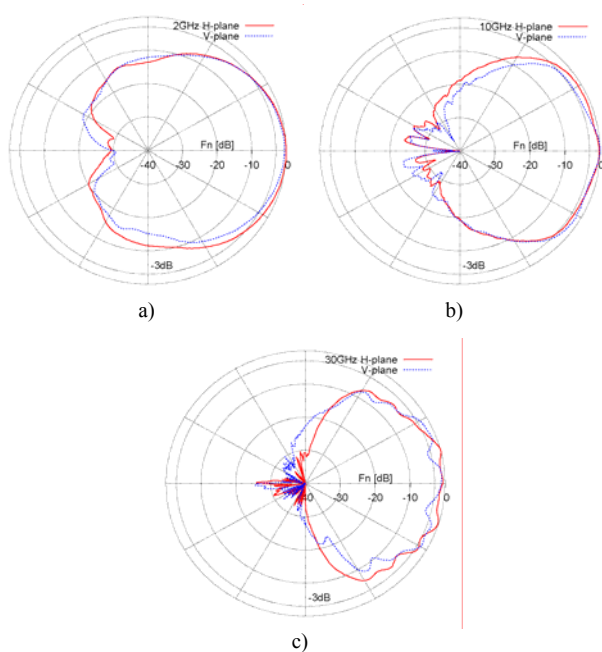 2GHz H-plane
V-plane
Fn [dB]
-40 -30 -20 -10 0
-3dB
a)
10GHz H-plane
V-plane
Fn [dB]
-40 -30 -20 -10 0
-3dB
b)
30GHz H-plane
V-plane
Fn [dB]
-40 -30 -20 -10 0
-3dB
c)